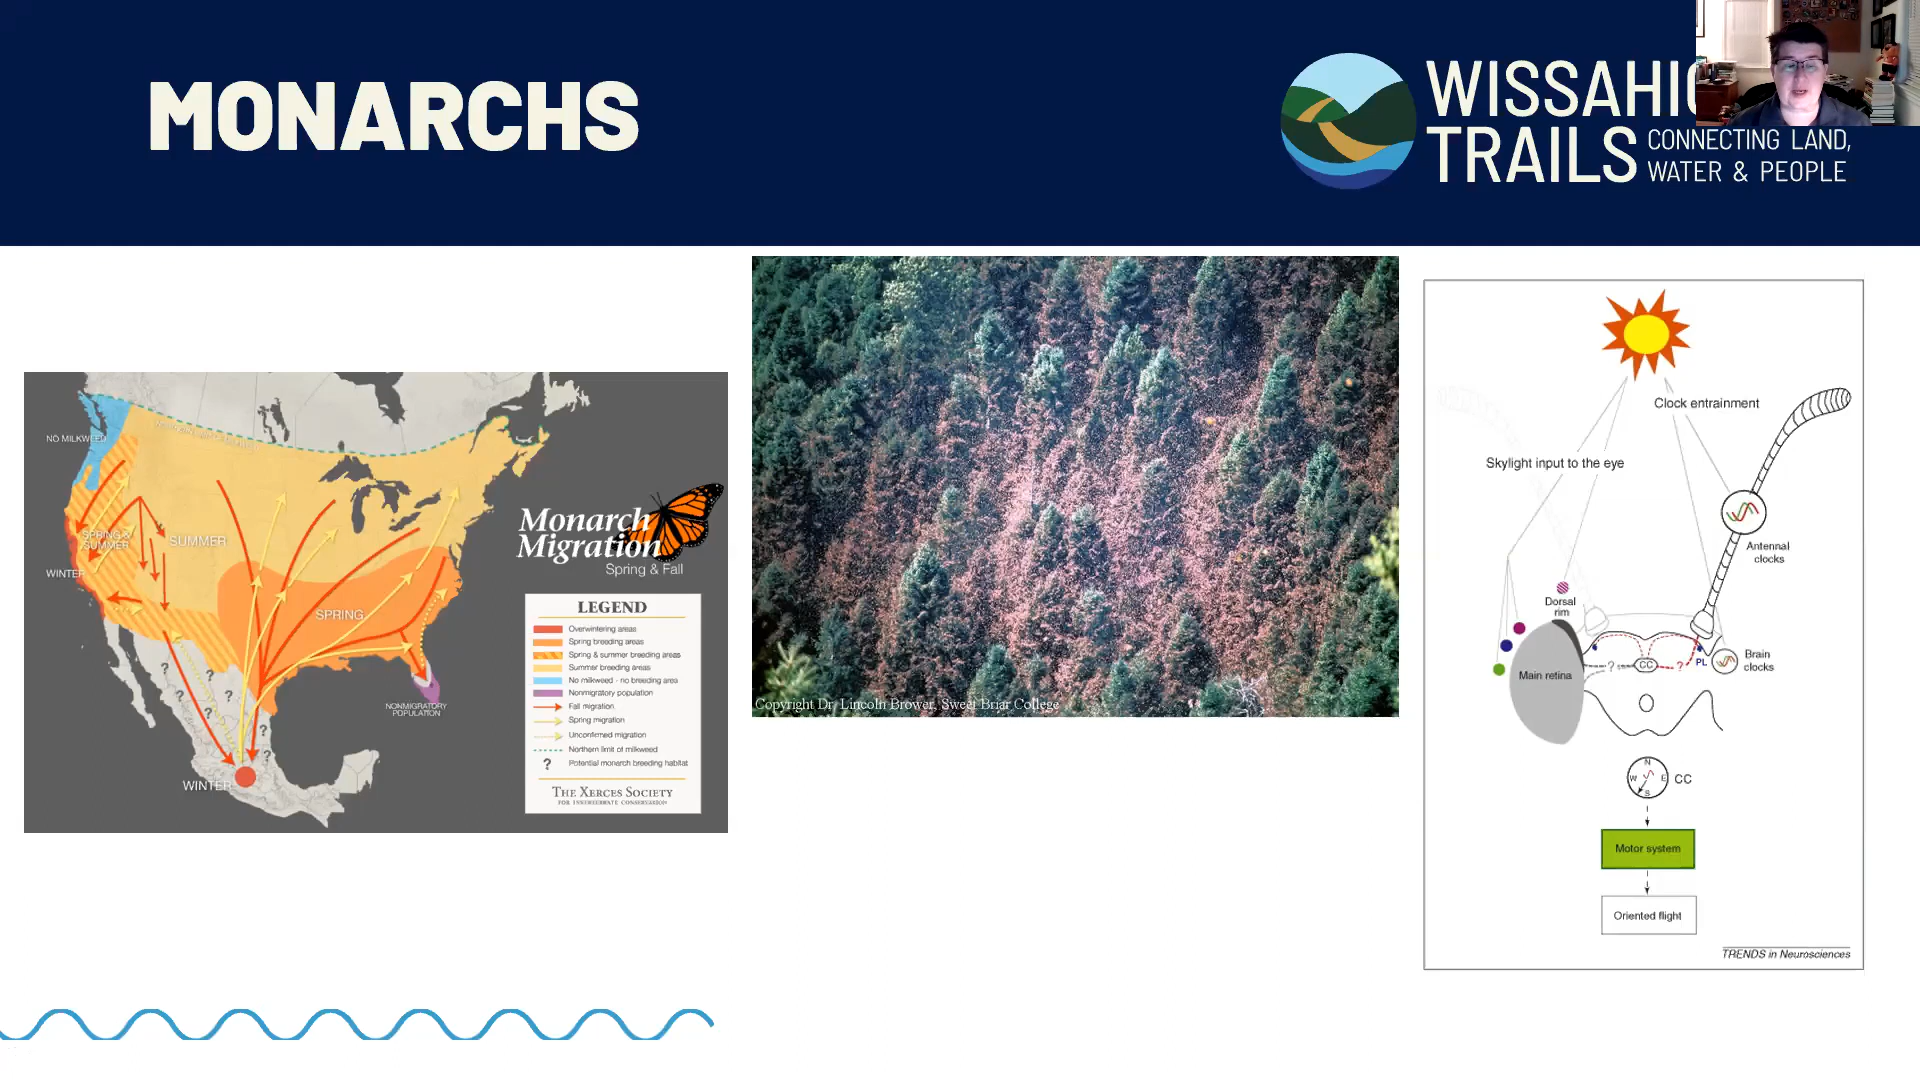 MONARCHS
WISSAHIC
TRAILS
CONNECTING LAND,
WATER & PEOPLE
NO MILKWEED
SPRING &
SUMMER
SUMMER
WINTER
SPRING
WINTER
NONMIGRATORY
POPULATION
?
?
?
?
?
?
Monarch
Migration
Spring & Fall
LEGEND
Overwintering areas
Spring breeding areas
Spring & summer breeding areas
Summer breeding areas
No milkweed - no breeding area
Nonmigratory population
Fall migration
Spring migration
Unconfirmed migration
Northern limit of milkweed
? Potential monarch breeding habitat
THE XERCES SOCIETY
FOR INVERTEBRATE CONSERVATION
Copyright Dr. Lincoln Brower, Sweet Briar College
Clock entrainment
Skylight input to the eye
Antennal
clocks
Dorsal
rim
Main retina
?
CC
?
PL
Brain
clocks
N
W E
S
CC
Motor system
Oriented flight
TRENDS in Neurosciences